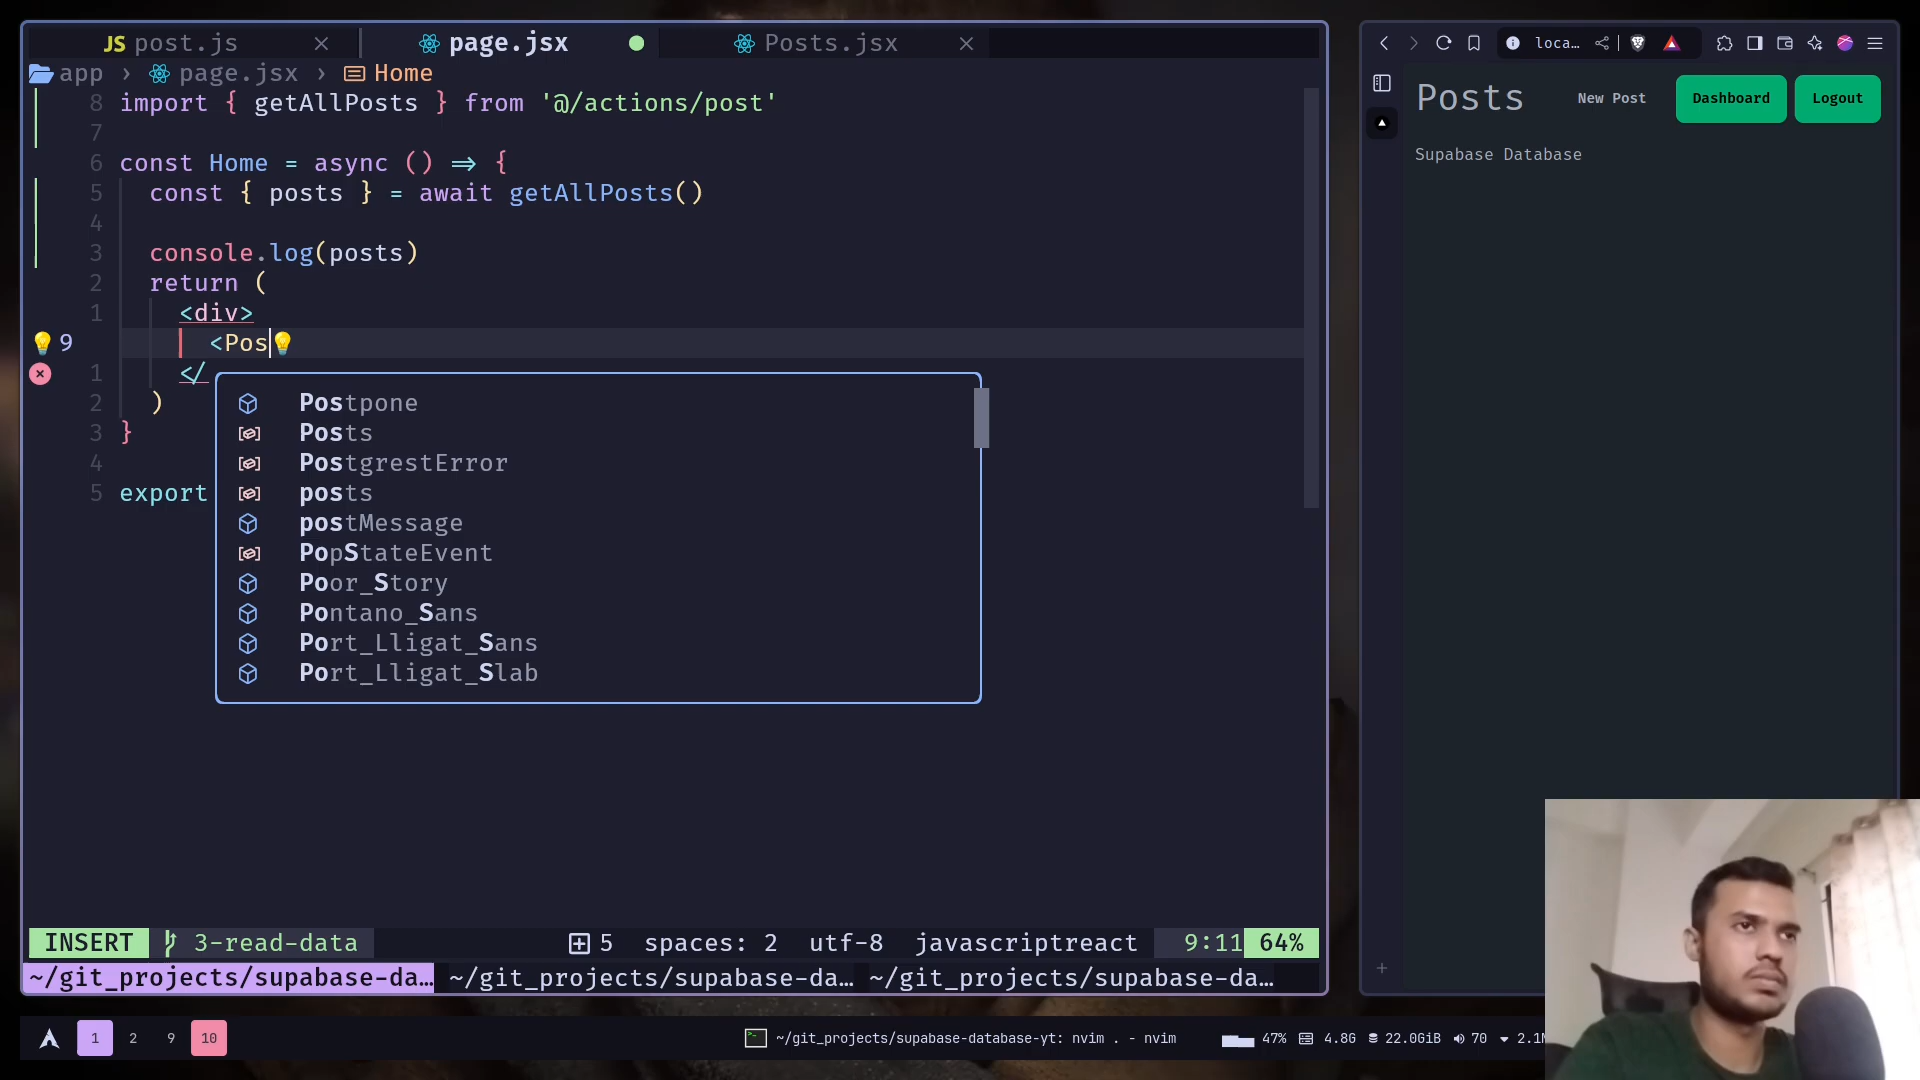 JS post.js
page.jsx
Posts.jsx
app › page.jsx › Home
8 import { getAllPosts } from '@/actions/post'
7
6 const Home = async () => {
5 const { posts } = await getAllPosts()
4
3 console.log(posts)
2 return (
1 <div>
9 <Pos
1 </
2 )
3 }
4
5 export
Postpone
Posts
PostgrestError
posts
postMessage
PopStateEvent
Poor_Story
Pontano_Sans
Port_Lligat_Sans
Port_Lligat_Slab
INSERT 3-read-data 5 spaces: 2 utf-8 javascriptreact 9:11 64%
~/git_projects/supabase-da… ~/git_projects/supabase-da… ~/git_projects/supabase-da…
loca…
Posts New Post Dashboard Logout
Supabase Database
1 2 9 10 ~/git_projects/supabase-database-yt: nvim . - nvim 47% 4.8G 22.0GiB 70